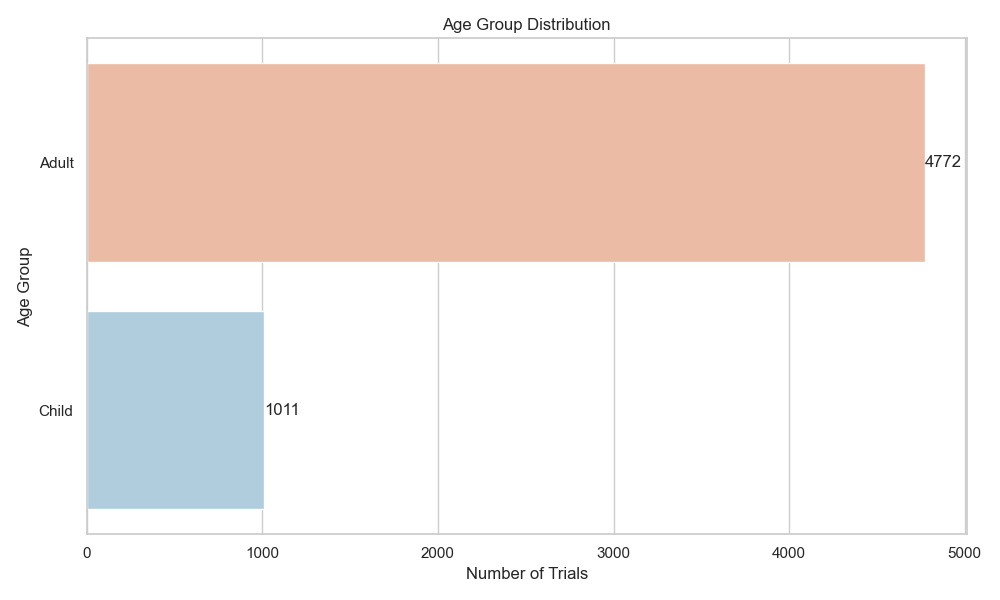 Age Group Distribution
Adult
4772
Age Group
Child
1011
0 1000 2000 3000 4000 5000
Number of Trials